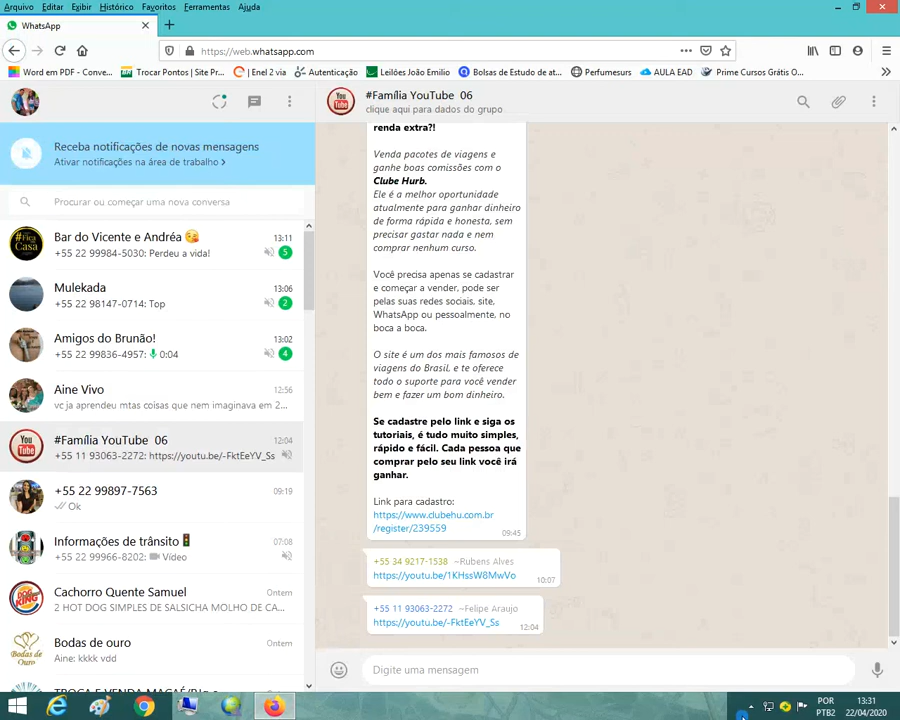 Arquivo Editar Exibir Histórico Favoritos Ferramentas Ajuda
WhatsApp
https://web.whatsapp.com
Word em PDF - Conve... Trocar Pontos | Site Pr... Enel 2 via Autenticação Leilões João Emilio Bolsas de Estudo at... Perfumesurs AULA EAD Prime Cursos Grátis O...
Receba notificações de novas mensagens
Ativar notificações na área de trabalho
Procurar ou começar uma nova conversa
#Fica Casa
Bar do Vicente e Andréa 😘 13:11
+55 22 99984-5030: Perdeu a vida! 5
Mulekada 13:06
+55 22 98147-0714: Top 2
Amigos do Brunão! 13:02
+55 22 99836-4957: 0:04 4
Aine Vivo 12:56
vc ja aprendeu mtas coisas que nem imaginava em 2...
You Tube
#Família YouTube 06 12:04
+55 11 93063-2272: https://youtu.be/-FktEeYV_Ss
+55 22 99897-7563 09:19
Ok
Informações de trânsito🚦 07:08
+55 22 99966-8202: Vídeo
Cachorro Quente Samuel Ontem
2 HOT DOG SIMPLES DE SALSICHA MOLHO DE CA...
Bodas de Ouro
Bodas de ouro Ontem
Aine: kkkk vdd
You Tube
#Família YouTube 06
clique aqui para dados do grupo
renda extra?!
Venda pacotes de viagens e
ganhe boas comissões com o
Clube Hurb.
Ele é a melhor oportunidade
atualmente para ganhar dinheiro
de forma rápida e honesta, sem
precisar gastar nada e nem
comprar nenhum curso.
Você precisa apenas se cadastrar
e começar a vender, pode ser
pelas suas redes sociais, site,
WhatsApp ou pessoalmente, no
boca a boca.
O site é um dos mais famosos de
viagens do Brasil, e te oferece
todo o suporte para você vender
bem e fazer um bom dinheiro.
Se cadastre pelo link e siga os
tutoriais, é tudo muito simples,
rápido e fácil. Cada pessoa que
comprar pelo seu link você irá
ganhar.
Link para cadastro:
https://www.clubehu.com.br
/register/239559
09:45
+55 34 9217-1538 ~Rubens Alves
https://youtu.be/1KHssW8MwVo 10:07
+55 11 93063-2272 ~Felipe Araujo
https://youtu.be/-FktEeYV_Ss 12:04
Digite uma mensagem
POR 13:31
PTB2 22/04/2020